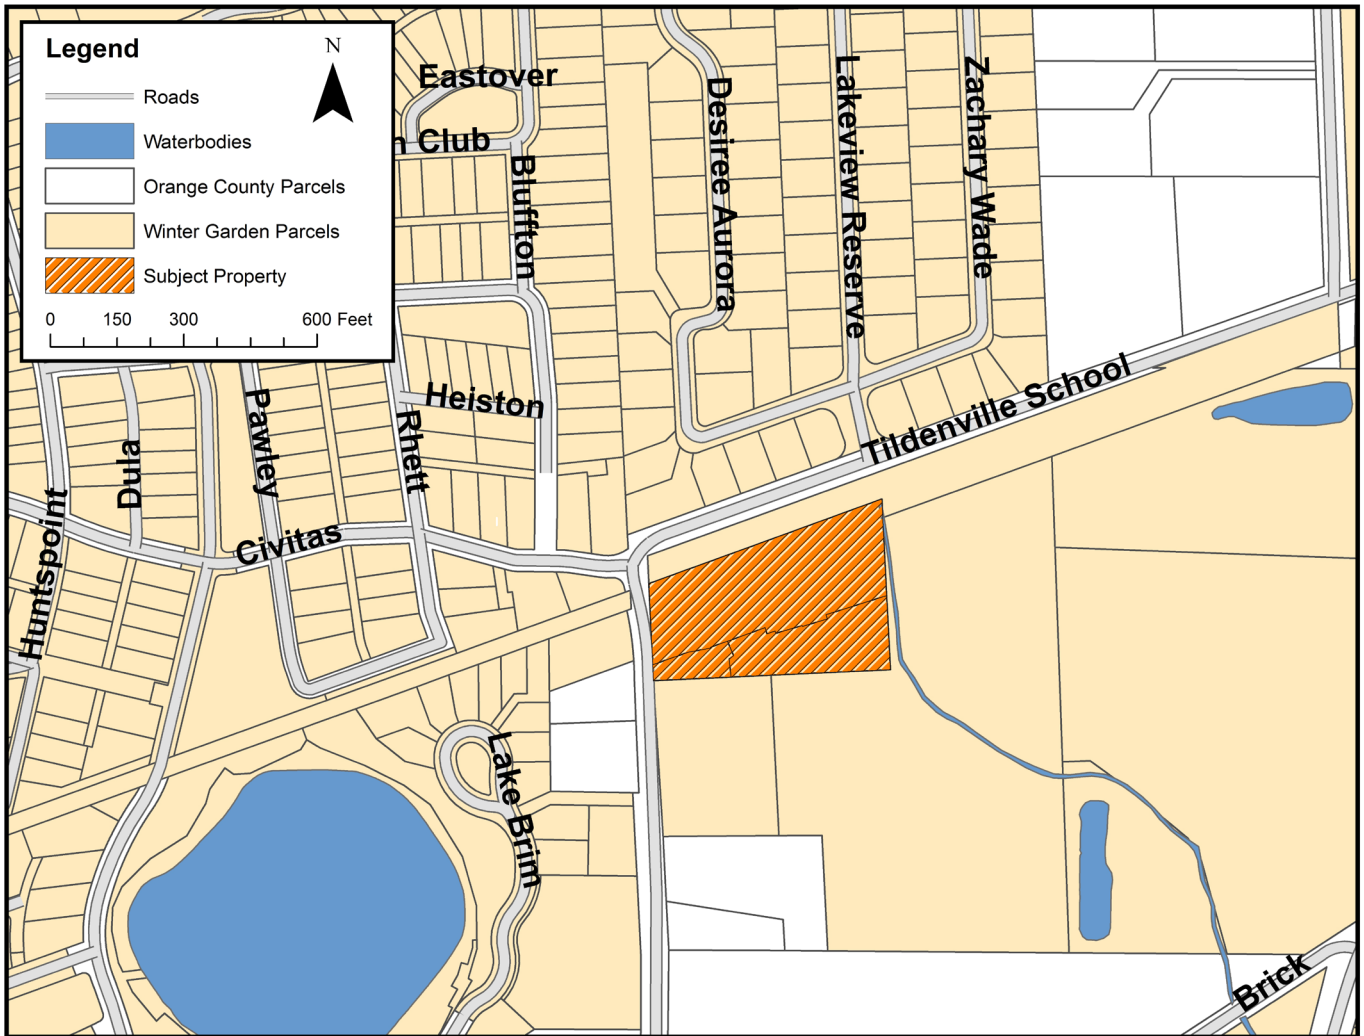 Legend
N
Roads
Waterbodies
Orange County Parcels
Winter Garden Parcels
Subject Property
0 150 300 600 Feet
Eastover
n Club
Bluffton
Desiree Aurora
Lakeview Reserve
Zachary Wade
Heiston
Tildenville School
Pawley
Rhett
Dula
Civitas
Huntspoint
Lake Brim
Brick